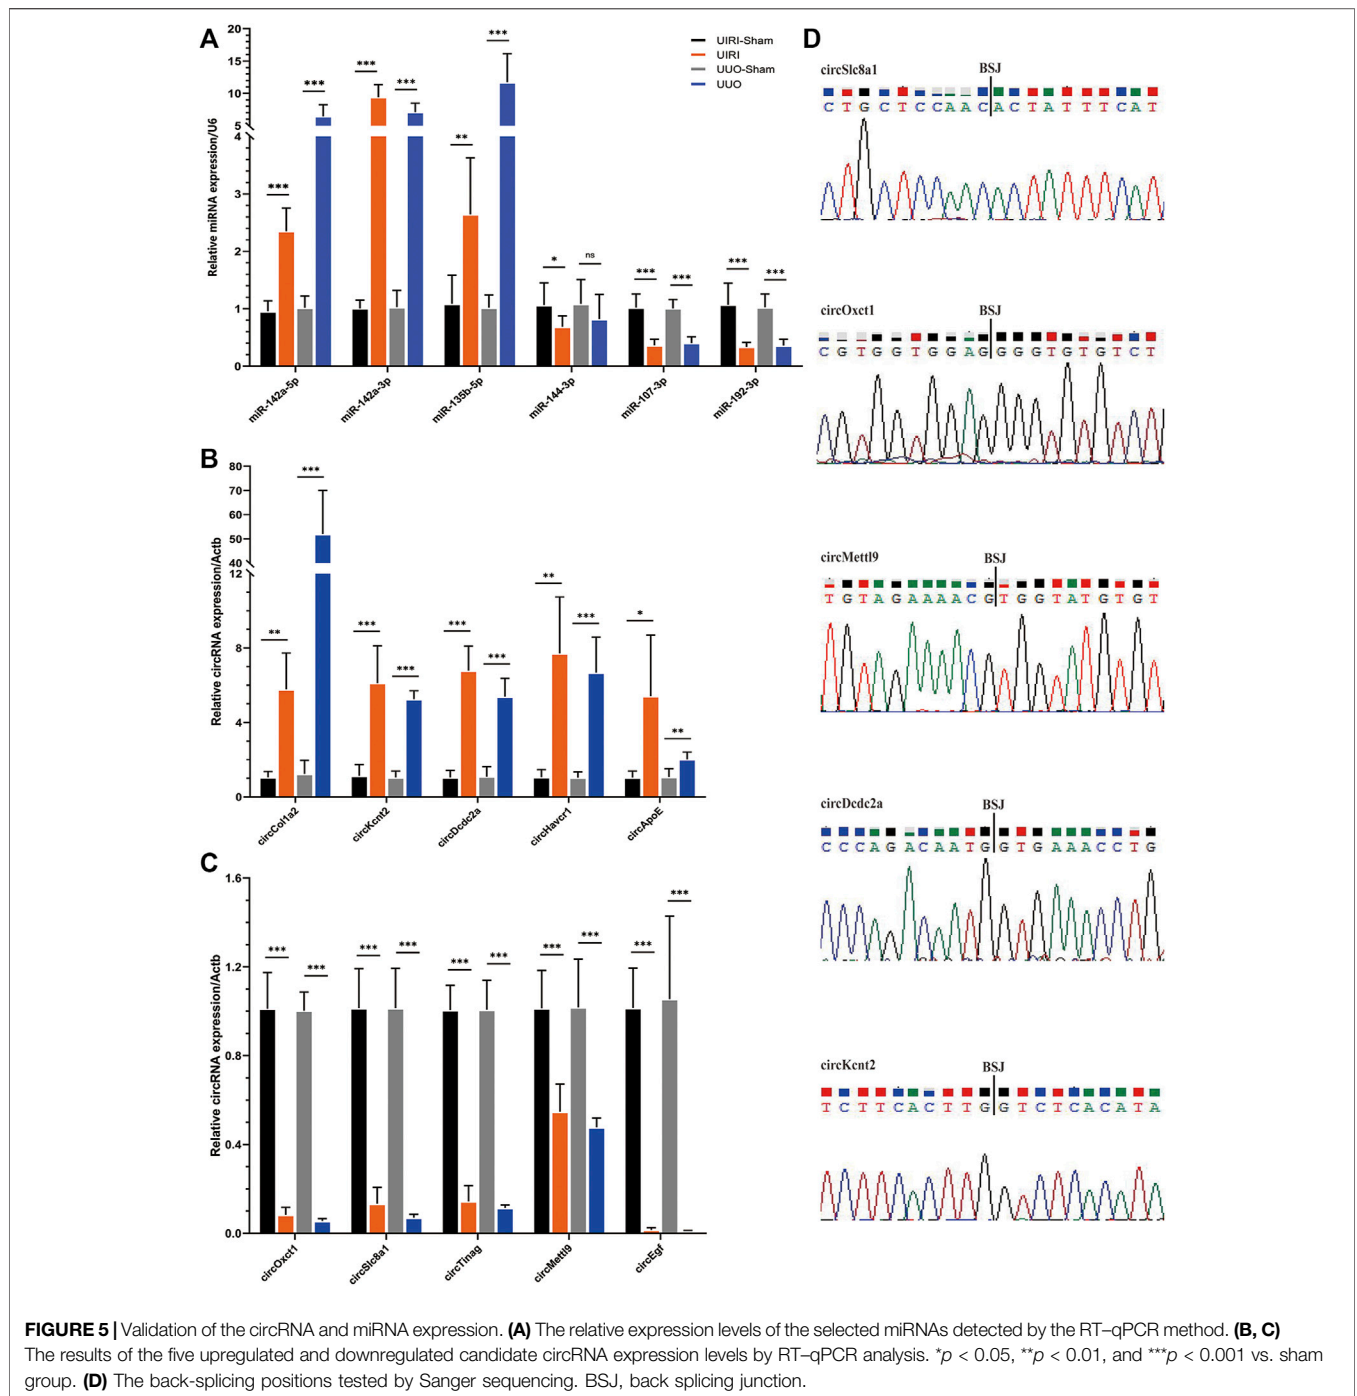 A
20
15
10
5
4
3
2
1
0
Relative miRNA expression/U6
***
***
***
***
**
***
*
ns
***
***
***
***
UIRI-Sham
UIRI
UUO-Sham
UUO
miR-142a-5p
miR-142a-3p
miR-135b-5p
miR-144-3p
miR-107-3p
miR-192-3p
B
80
70
60
50
40
12
8
4
0
Relative circRNA expression/Actb
**
***
***
***
***
***
**
***
*
**
circCol1a2
circKcnt2
circDcdc2a
circHavcr1
circApoE
C
1.6
1.2
0.8
0.4
0.0
Relative circRNA expression/Actb
***
***
***
***
***
***
***
***
***
***
circOxct1
circSlc8a1
circTinag
circMettl9
circEgf
D
circSlc8a1
BSJ
C T G C T C C A A C A C T A T T T C A T
circOxct1
BSJ
C G T G G T G G A G G G G T G T G T C T
circMettl9
BSJ
T G T A G A A A A C G T G G T A T G T G T
circDcdc2a
BSJ
C C C A G A C A A T G G T G A A A C C T G
circKcnt2
BSJ
T C T T C A C T T G G T C T C A C A T A
FIGURE 5 | Validation of the circRNA and miRNA expression. (A) The relative expression levels of the selected miRNAs detected by the RT–qPCR method. (B, C)
The results of the five upregulated and downregulated candidate circRNA expression levels by RT–qPCR analysis. *p < 0.05, **p < 0.01, and ***p < 0.001 vs. sham
group. (D) The back-splicing positions tested by Sanger sequencing. BSJ, back splicing junction.